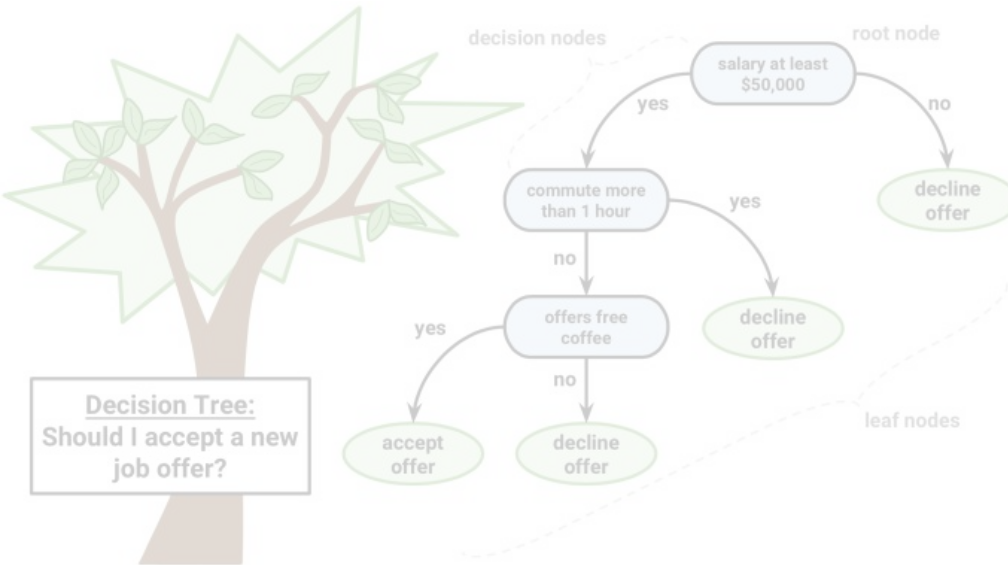 decision nodes
root node
salary at least
$50,000
yes
no
commute more
than 1 hour
decline
offer
yes
no
offers free
coffee
decline
offer
yes
no
Decision Tree:
Should I accept a new
job offer?
accept
offer
decline
offer
leaf nodes